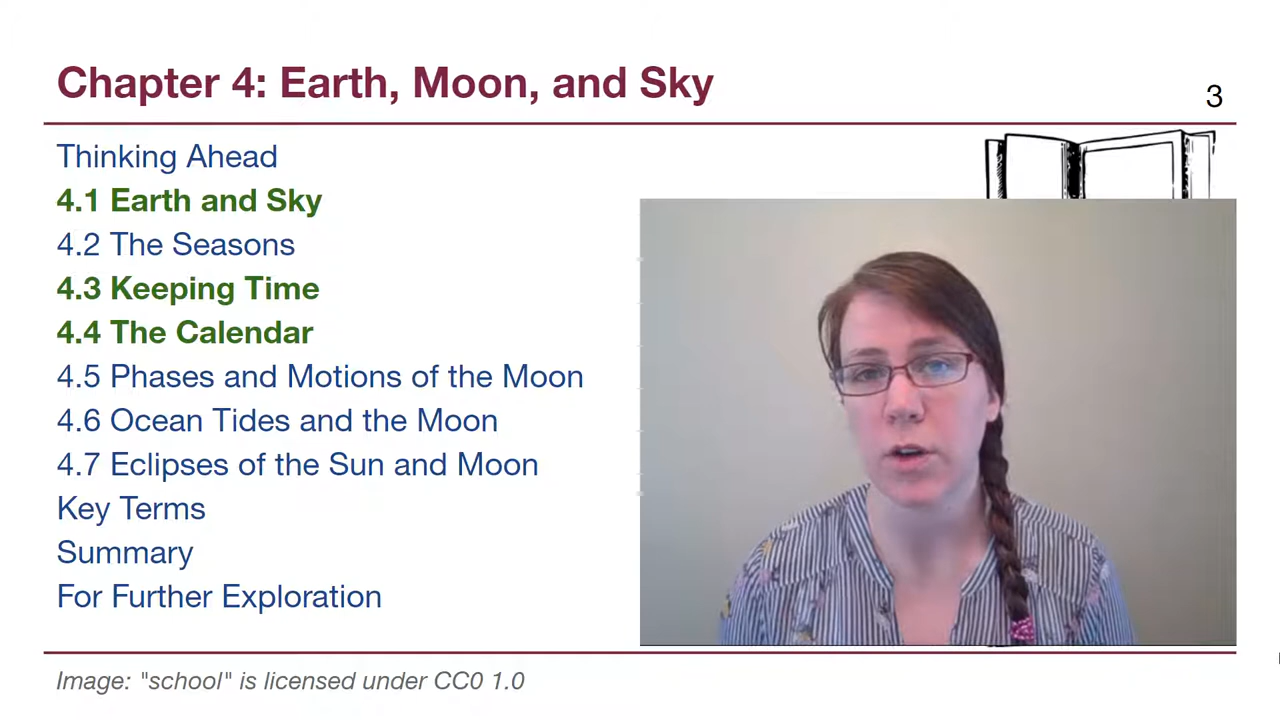 Chapter 4: Earth, Moon, and Sky
3
Thinking Ahead
4.1 Earth and Sky
4.2 The Seasons
4.3 Keeping Time
4.4 The Calendar
4.5 Phases and Motions of the Moon
4.6 Ocean Tides and the Moon
4.7 Eclipses of the Sun and Moon
Key Terms
Summary
For Further Exploration
Image: "school" is licensed under CC0 1.0